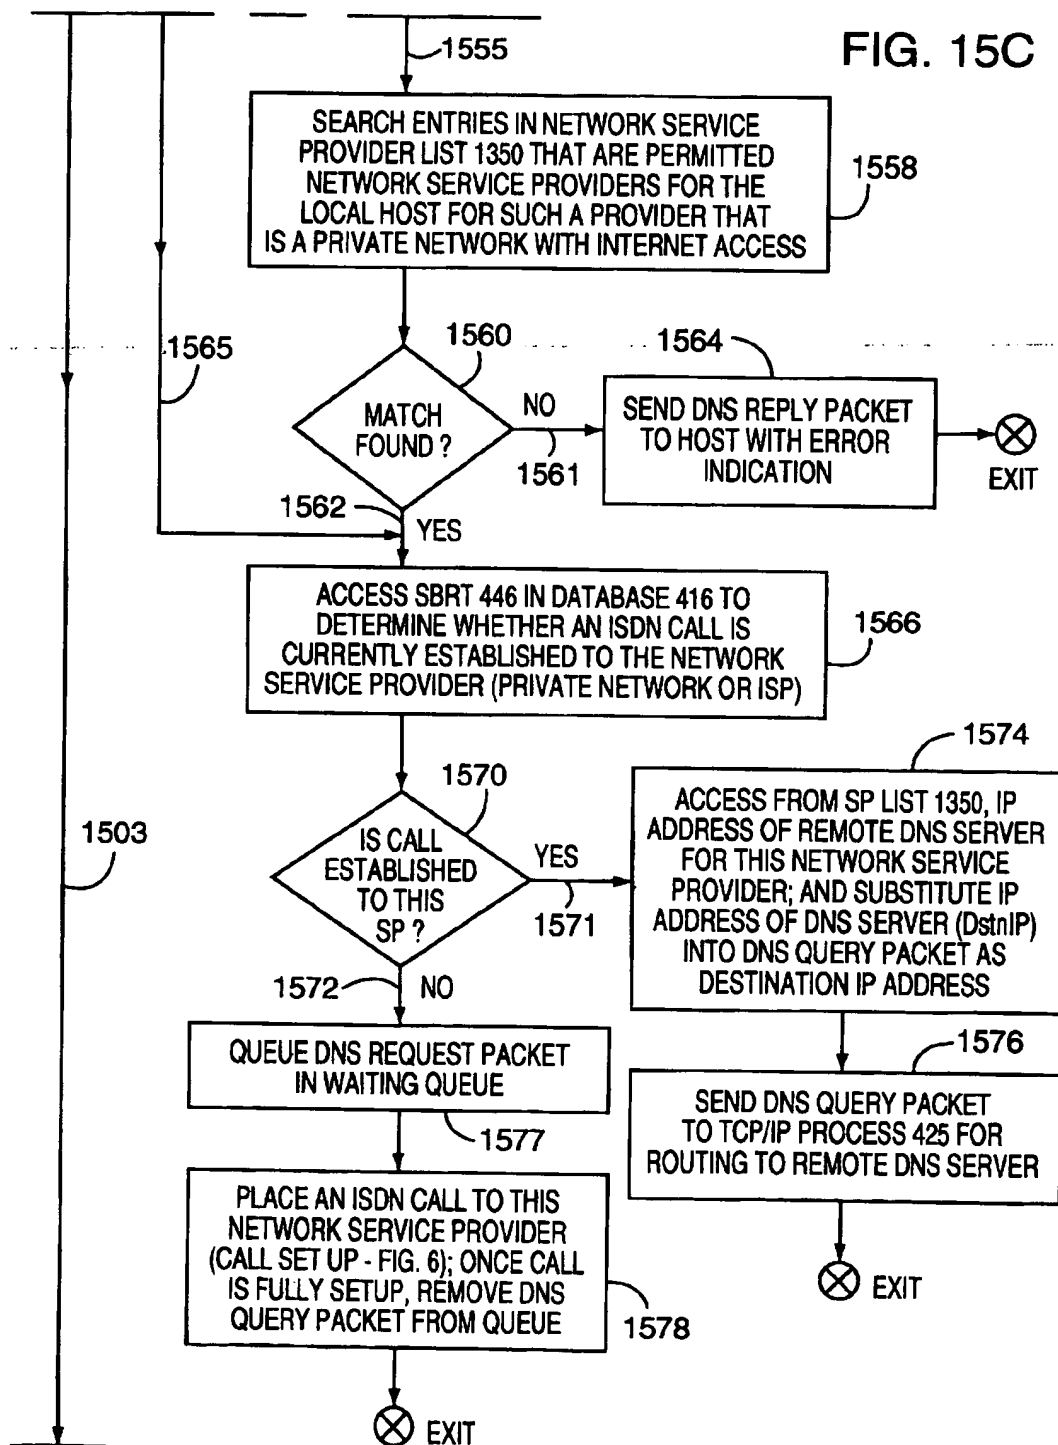 FIG. 15C
1555
SEARCH ENTRIES IN NETWORK SERVICE
PROVIDER LIST 1350 THAT ARE PERMITTED
NETWORK SERVICE PROVIDERS FOR THE
LOCAL HOST FOR SUCH A PROVIDER THAT
IS A PRIVATE NETWORK WITH INTERNET ACCESS
1558
1565
1560
1564
MATCH
FOUND ?
NO
1561
SEND DNS REPLY PACKET
TO HOST WITH ERROR
INDICATION
EXIT
1562
YES
ACCESS SBRT 446 IN DATABASE 416 TO
DETERMINE WHETHER AN ISDN CALL IS
CURRENTLY ESTABLISHED TO THE NETWORK
SERVICE PROVIDER (PRIVATE NETWORK OR ISP)
1566
1503
1570
IS CALL
ESTABLISHED
TO THIS
SP ?
YES
1571
1574
ACCESS FROM SP LIST 1350, IP
ADDRESS OF REMOTE DNS SERVER
FOR THIS NETWORK SERVICE
PROVIDER; AND SUBSTITUTE IP
ADDRESS OF DNS SERVER (DstnIP)
INTO DNS QUERY PACKET AS
DESTINATION IP ADDRESS
1572
NO
QUEUE DNS REQUEST PACKET
IN WAITING QUEUE
1577
1576
SEND DNS QUERY PACKET
TO TCP/IP PROCESS 425 FOR
ROUTING TO REMOTE DNS SERVER
EXIT
PLACE AN ISDN CALL TO THIS
NETWORK SERVICE PROVIDER
(CALL SET UP - FIG. 6); ONCE CALL
IS FULLY SETUP, REMOVE DNS
QUERY PACKET FROM QUEUE
1578
EXIT